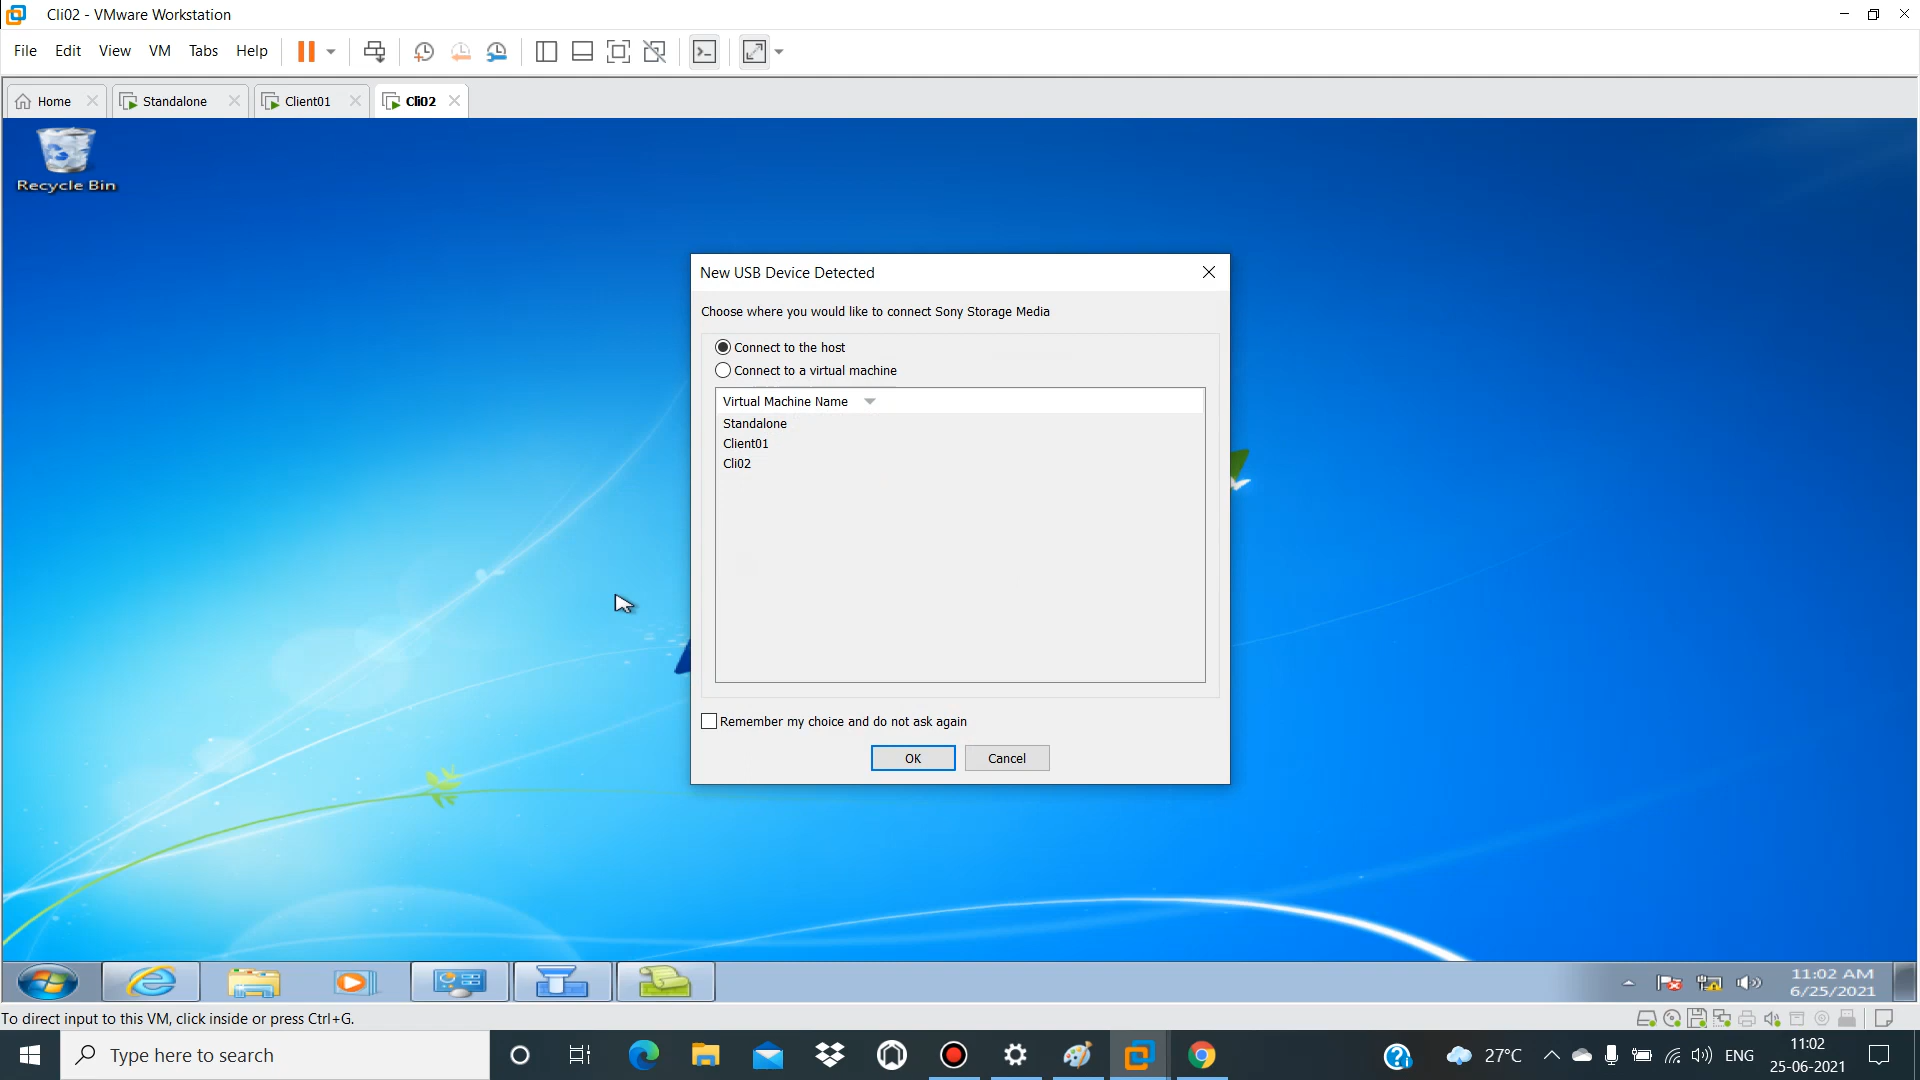 Cli02 - VMware Workstation
File Edit View VM Tabs Help
Home Standalone Client01 Cli02
Recycle Bin
New USB Device Detected
Choose where you would like to connect Sony Storage Media
Connect to the host
Connect to a virtual machine
Virtual Machine Name
Standalone
Client01
Cli02
Remember my choice and do not ask again
OK Cancel
11:02 AM
6/25/2021
To direct input to this VM, click inside or press Ctrl+G.
Type here to search
27°C
ENG
11:02
25-06-2021